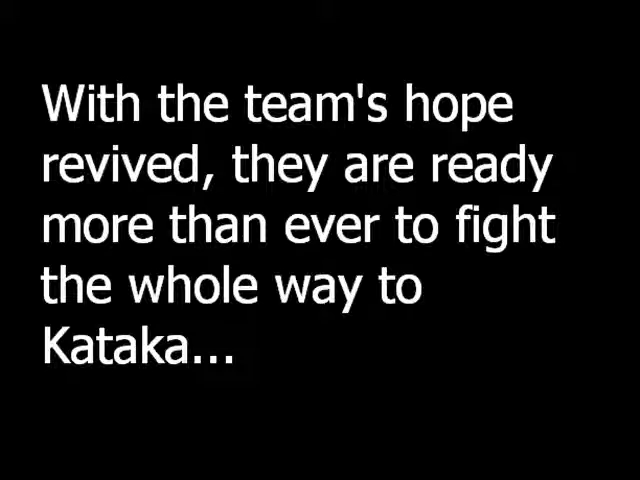 With the team's hope
revived, they are ready
more than ever to fight
the whole way to
Kataka...